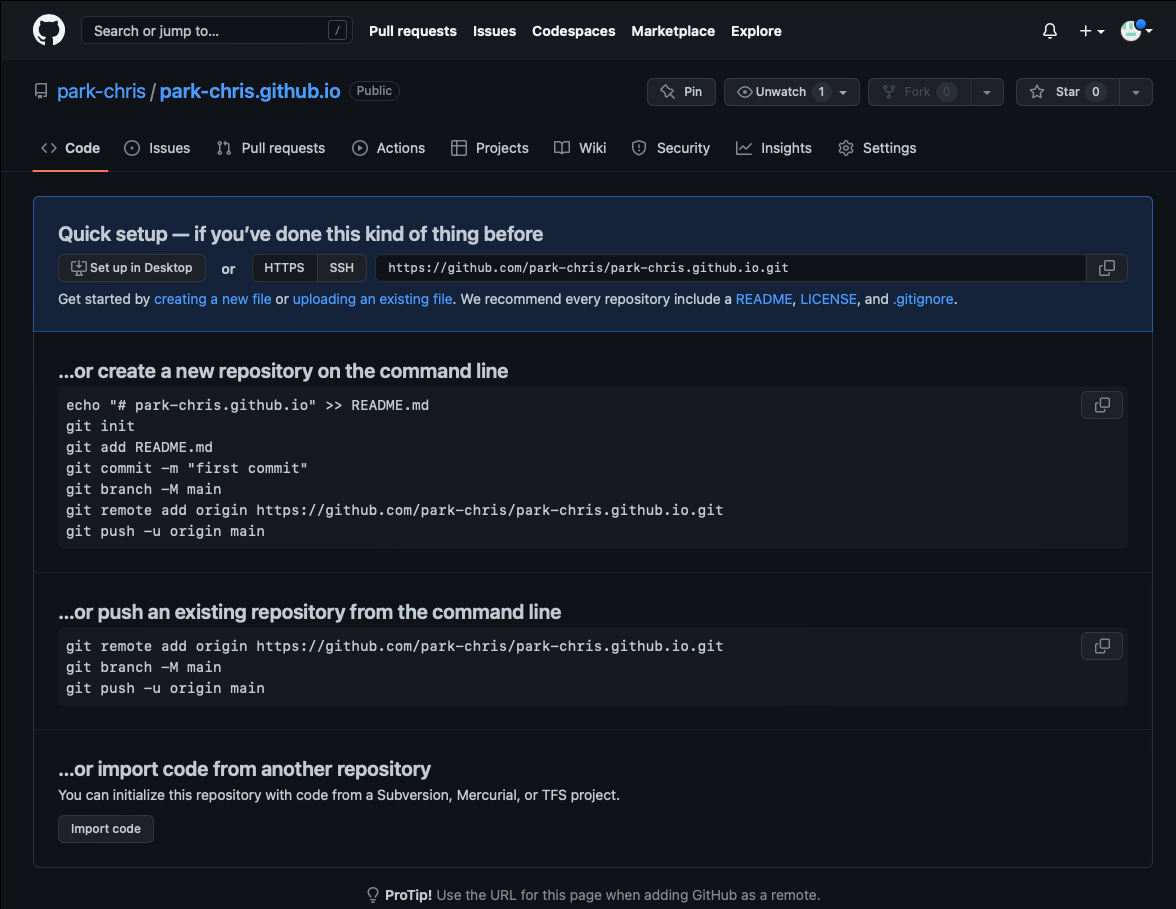 Search or jump to... /
Pull requests Issues Codespaces Marketplace Explore
park-chris / park-chris.github.io Public
Pin Unwatch 1 Fork 0 Star 0
Code Issues Pull requests Actions Projects Wiki Security Insights Settings
Quick setup — if you’ve done this kind of thing before
Set up in Desktop or HTTPS SSH https://github.com/park-chris/park-chris.github.io.git
Get started by creating a new file or uploading an existing file. We recommend every repository include a README, LICENSE, and .gitignore.
…or create a new repository on the command line
echo "# park-chris.github.io" >> README.md
git init
git add README.md
git commit -m "first commit"
git branch -M main
git remote add origin https://github.com/park-chris/park-chris.github.io.git
git push -u origin main
…or push an existing repository from the command line
git remote add origin https://github.com/park-chris/park-chris.github.io.git
git branch -M main
git push -u origin main
…or import code from another repository
You can initialize this repository with code from a Subversion, Mercurial, or TFS project.
Import code
ProTip! Use the URL for this page when adding GitHub as a remote.